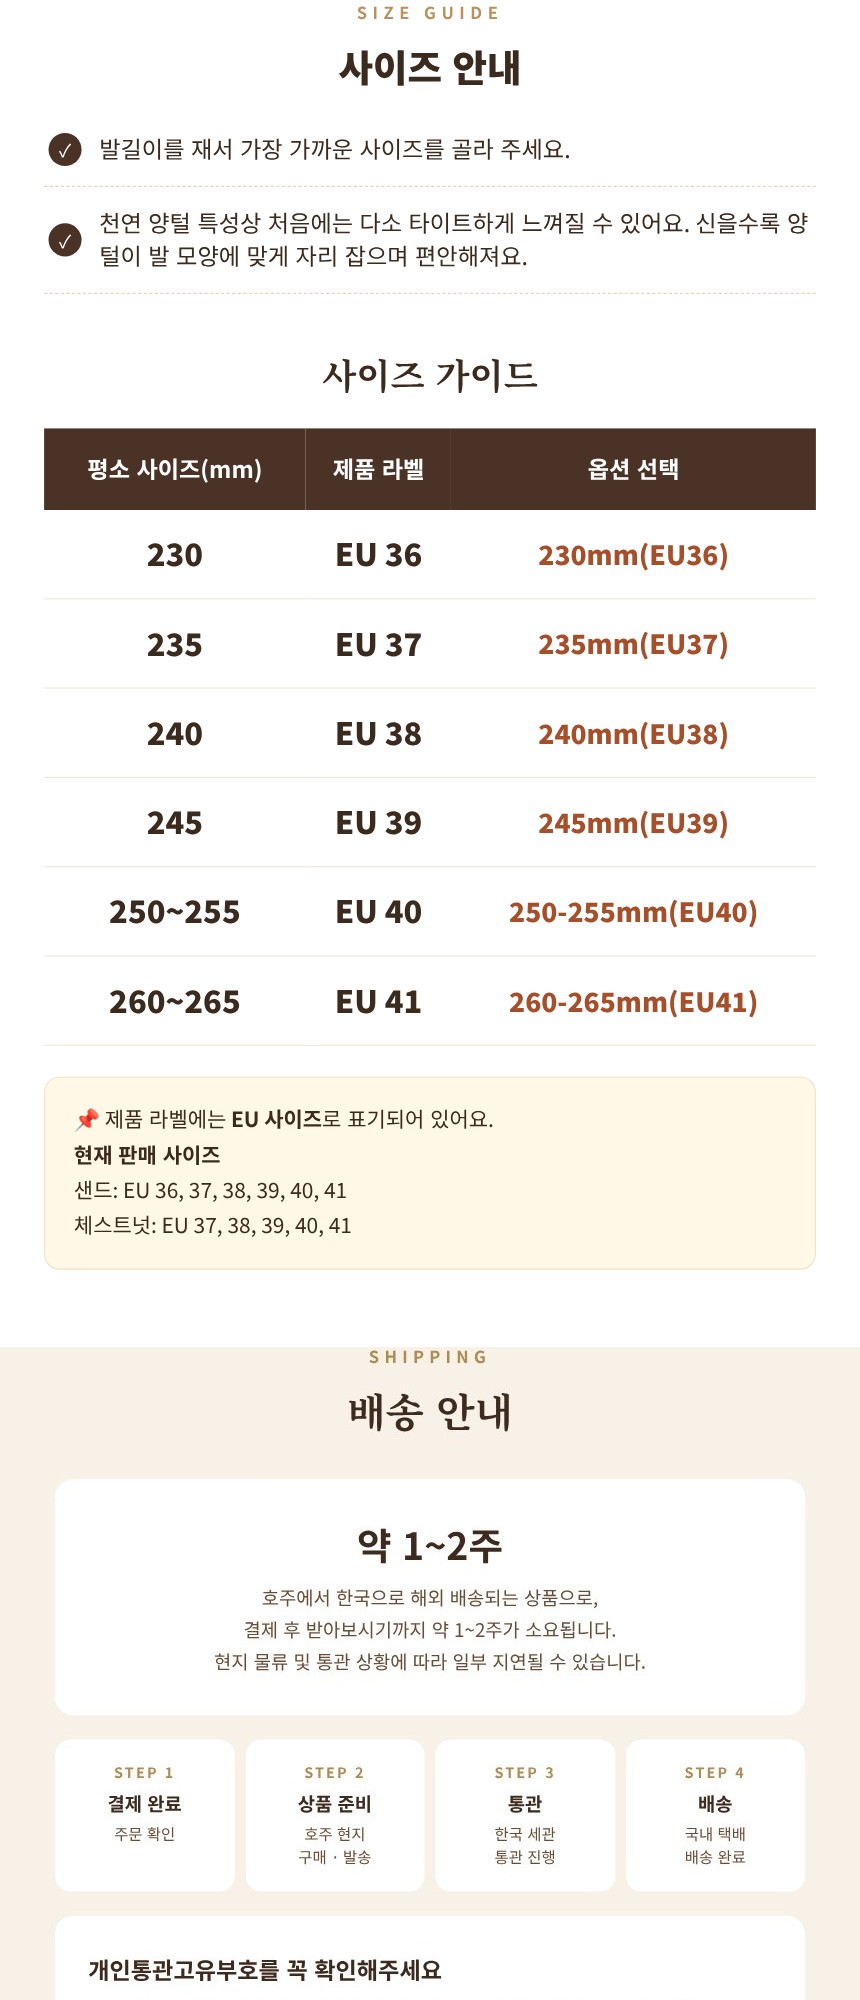 SIZE GUIDE
사이즈 안내
✓ 발길이를 재서 가장 가까운 사이즈를 골라 주세요.
✓ 천연 양털 특성상 처음에는 다소 타이트하게 느껴질 수 있어요. 신을수록 양
털이 발 모양에 맞게 자리 잡으며 편안해져요.
사이즈 가이드
평소 사이즈(mm) 제품 라벨 옵션 선택
230 EU 36 230mm(EU36)
235 EU 37 235mm(EU37)
240 EU 38 240mm(EU38)
245 EU 39 245mm(EU39)
250~255 EU 40 250-255mm(EU40)
260~265 EU 41 260-265mm(EU41)
📌 제품 라벨에는 EU 사이즈로 표기되어 있어요.
현재 판매 사이즈
샌드: EU 36, 37, 38, 39, 40, 41
체스트넛: EU 37, 38, 39, 40, 41
SHIPPING
배송 안내
약 1~2주
호주에서 한국으로 해외 배송되는 상품으로,
결제 후 받아보시기까지 약 1~2주가 소요됩니다.
현지 물류 및 통관 상황에 따라 일부 지연될 수 있습니다.
STEP 1
결제 완료
주문 확인
STEP 2
상품 준비
호주 현지
구매 · 발송
STEP 3
통관
한국 세관
통관 진행
STEP 4
배송
국내 택배
배송 완료
개인통관고유부호를 꼭 확인해주세요